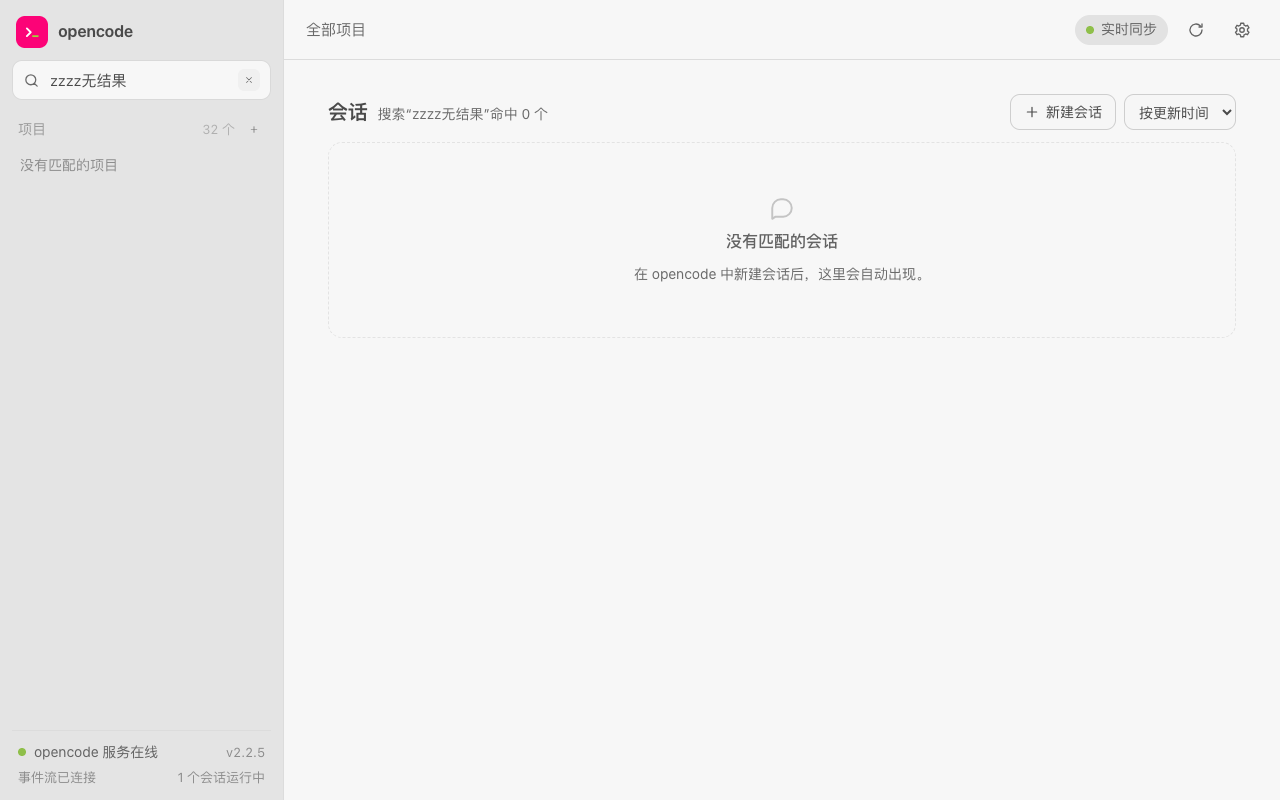 opencode
zzzz无结果
项目 32 个 +
没有匹配的项目
opencode 服务在线 v2.2.5
事件流已连接 1 个会话运行中
全部项目 实时同步
会话 搜索“zzzz无结果”命中 0 个 新建会话 按更新时间
没有匹配的会话
在 opencode 中新建会话后，这里会自动出现。